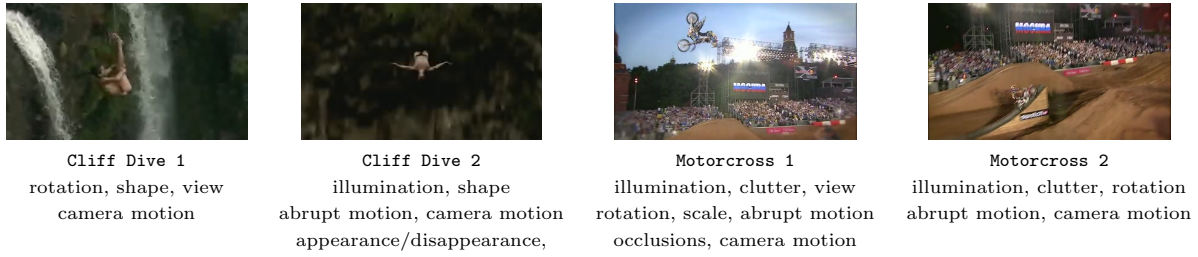 Cliff Dive 1
rotation, shape, view
camera motion
Cliff Dive 2
illumination, shape
abrupt motion, camera motion
appearance/disappearance,
Motorcross 1
illumination, clutter, view
rotation, scale, abrupt motion
occlusions, camera motion
Motorcross 2
illumination, clutter, rotation
abrupt motion, camera motion